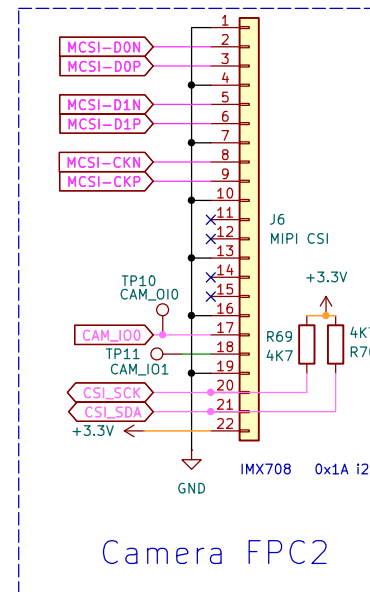 1
MCSI-D0N 2
MCSI-D0P 3
4
MCSI-D1N 5
MCSI-D1P 6
7
MCSI-CKN 8
MCSI-CKP 9
10
11 J6
12 MIPI CSI
13
14 +3.3V
TP10 15
CAM_OI0 16
CAM_IO0 17 R69 4K7
TP11 18 4K7
CAM_IO1 19
CSI_SCK 20
CSI_SDA 21
+3.3V 22
IMX708 0x1A
GND
Camera FPC2